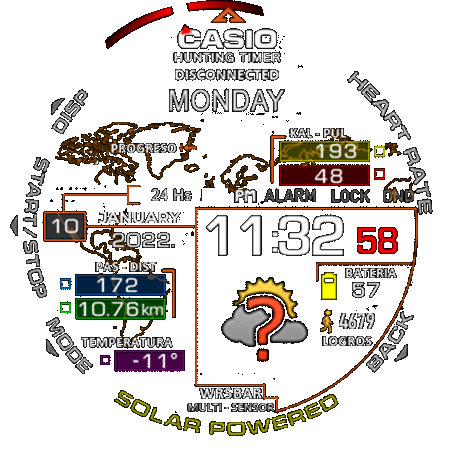 CASIO
HUNTING TIMER
DISCONNECTED
MONDAY
DISP
HEART RATE
PROGRESO
KAL - PUL
193
48
START/STOP
24 Hs
PM ALARM LOCK DND
10
JANUARY
2022.
11:32 58
PAS - DIST
172
10.76 km
BATERIA
57
4679
LOGROS
MODE
BACK
TEMPERATURA
-11°
WRSBAR
MULTI - SENSOR
SOLAR POWERED